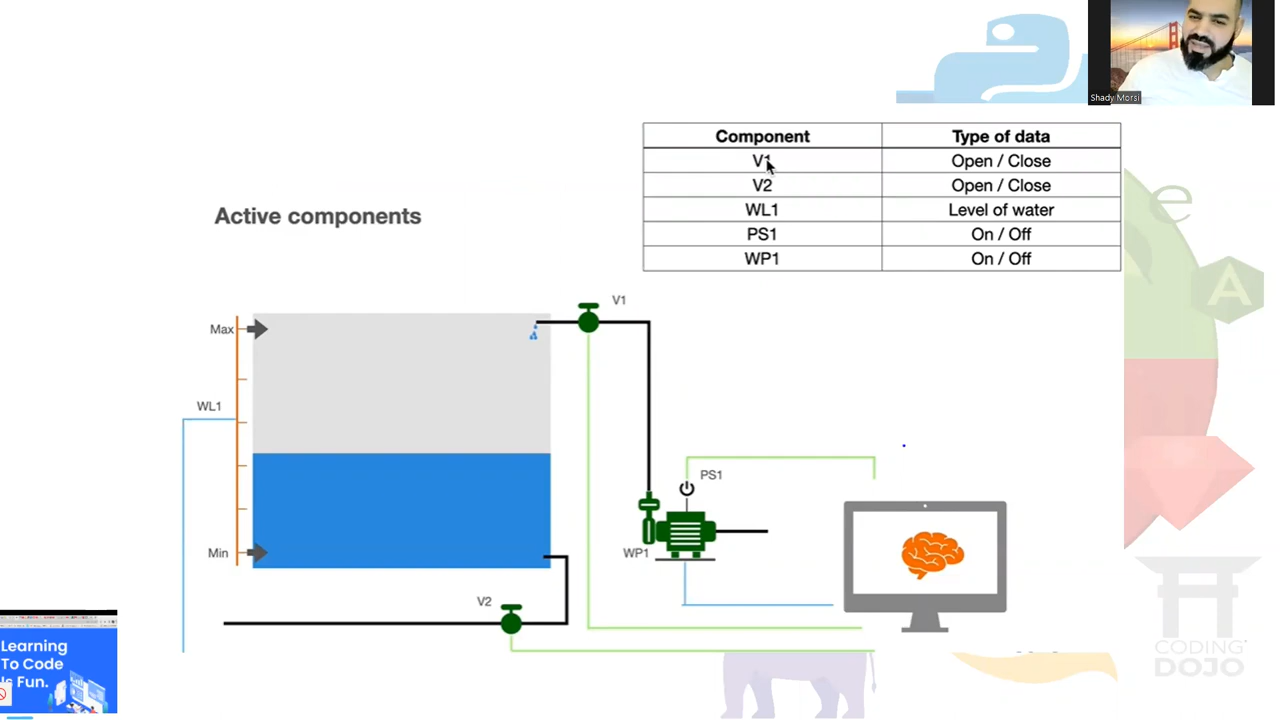 Shady Morsi
Component Type of data
V1 Open / Close
V2 Open / Close
WL1 Level of water
PS1 On / Off
WP1 On / Off
Active components
V1
Max
WL1
PS1
Min
WP1
V2
Learning
To Code
Is Fun.
e
A
CODING
DOJO